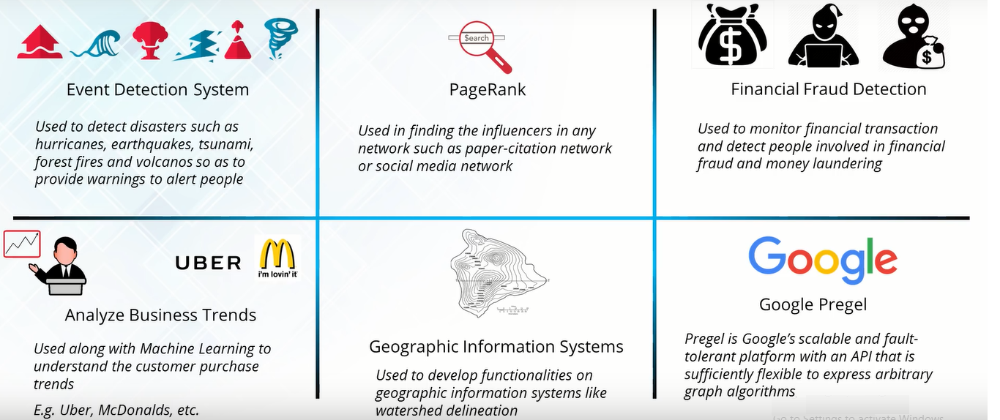 $earch
Event Detection System
Used to detect disasters such as
hurricanes, earthquakes, tsunami,
forest fires and volcanos so as to
provide warnings to alert people
PageRank
Used in finding the influencers in any
network such as paper-citation network
or social media network
$
$
Financial Fraud Detection
Used to monitor financial transaction
and detect people involved in financial
fraud and money laundering
UBER
i'm lovin' it
Analyze Business Trends
Used along with Machine Learning to
understand the customer purchase
trends
E.g. Uber, McDonalds, etc.
Geographic Information Systems
Used to develop functionalities on
geographic information systems like
watershed delineation
Google
Google Pregel
Pregel is Google’s scalable and fault-
tolerant platform with an API that is
sufficiently flexible to express arbitrary
graph algorithms
Go to Settings to activate Windows.